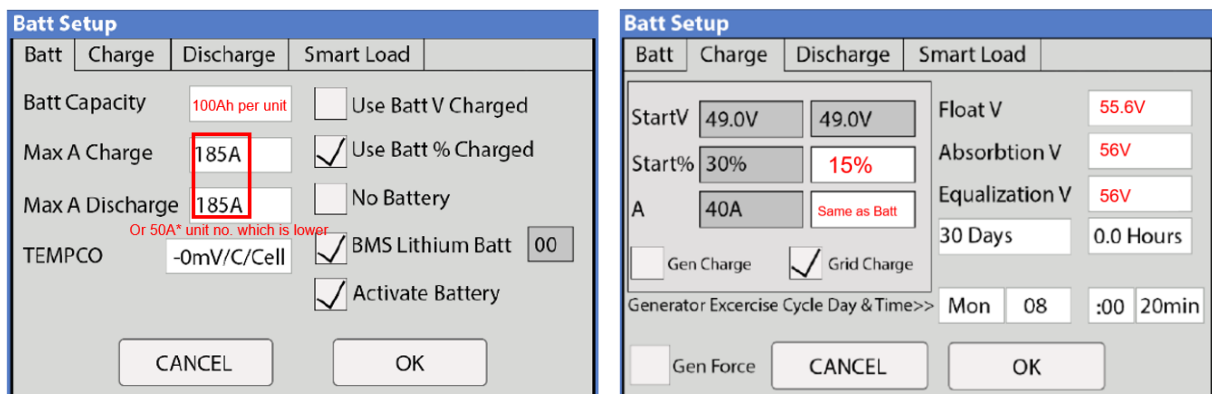 Batt Setup
Batt Charge Discharge Smart Load
Batt Capacity 100Ah per unit Use Batt V Charged
Max A Charge 185A Use Batt % Charged
Max A Discharge 185A No Battery
Or 50A* unit no. which is lower
TEMPCO -0mV/C/Cell BMS Lithium Batt 00
Activate Battery
CANCEL OK
Batt Setup
Batt Charge Discharge Smart Load
StartV 49.0V 49.0V Float V 55.6V
Start% 30% 15% Absorbtion V 56V
A 40A Same as Batt Equalization V 56V
30 Days 0.0 Hours
Gen Charge Grid Charge
Generator Excercise Cycle Day & Time>> Mon 08 :00 20min
Gen Force CANCEL OK